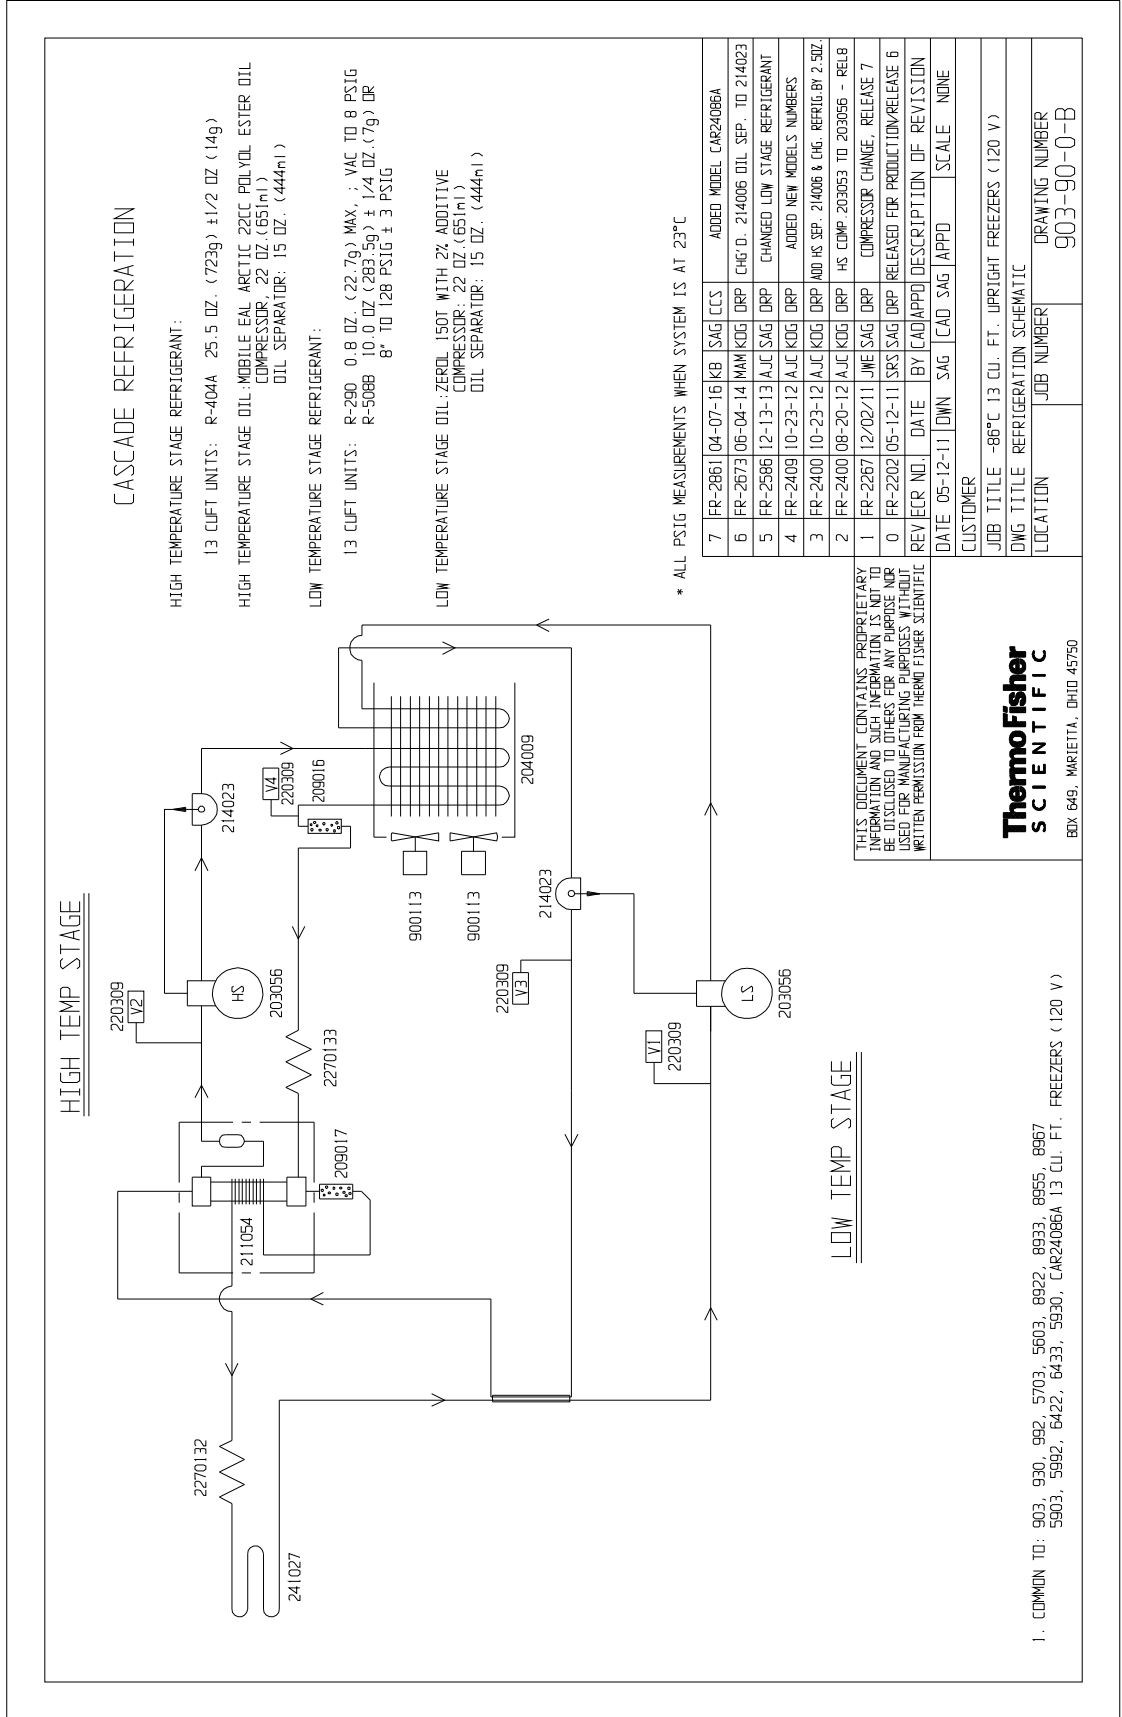 CASCADE REFRIGERATION
HIGH TEMPERATURE STAGE REFRIGERANT:
13 CUFT UNITS: R-404A 25.5 OZ. (723g) ±1/2 OZ (14g)
HIGH TEMPERATURE STAGE OIL:MOBILE EAL ARCTIC 22CC POLYOL ESTER OIL
COMPRESSOR, 22 OZ.(651ml)
OIL SEPARATOR: 15 OZ. (444ml)
LOW TEMPERATURE STAGE REFRIGERANT:
13 CUFT UNITS: R-290 0.8 OZ. (22.7g) MAX, ; VAC TO 8 PSIG
R-508B 10.0 OZ (283.5g) ± 1/4 OZ.(7g) OR
8" TO 128 PSIG ± 3 PSIG
LOW TEMPERATURE STAGE OIL:ZEROL 150T WITH 2% ADDITIVE
COMPRESSOR: 22 OZ.(651ml)
OIL SEPARATOR: 15 OZ. (444ml)
* ALL PSIG MEASUREMENTS WHEN SYSTEM IS AT 23°C
HIGH TEMP STAGE
220309
V2
HS
203056
214023
V4
220309
209016
204009
900113
900113
2270133
209017
211054
2270132
241027
214023
220309
V3
V1
220309
LS
203056
LOW TEMP STAGE
1. COMMON TO: 903, 930, 992, 5703, 5603, 8922, 8933, 8955, 8967
5903, 5992, 6422, 6433, 5930, CAR24086A 13 CU. FT. FREEZERS (120 V)
7 FR-2861 04-07-16 KB SAG CCS ADDED MODEL CAR24086A
6 FR-2673 06-04-14 MAM KDG DRP CHG'D. 214006 OIL SEP. TO 214023
5 FR-2586 12-13-13 AJC SAG DRP CHANGED LOW STAGE REFRIGERANT
4 FR-2409 10-23-12 AJC KDG DRP ADDED NEW MODELS NUMBERS
3 FR-2400 10-23-12 AJC KDG DRP ADD HS SEP. 214006 & CHG. REFRIG.BY 2.5OZ.
2 FR-2400 08-20-12 AJC KDG DRP HS COMP.203053 TO 203056 - REL8
1 FR-2267 12/02/11 JWE SAG DRP COMPRESSOR CHANGE, RELEASE 7
0 FR-2202 05-12-11 SRS SAG DRP RELEASED FOR PRODUCTION/RELEASE 6
REV ECR NO. DATE BY CAD APPD DESCRIPTION OF REVISION
DATE 05-12-11 DWN SAG CAD SAG APPD SCALE NONE
CUSTOMER
JOB TITLE -86°C 13 CU. FT. UPRIGHT FREEZERS (120 V)
DWG TITLE REFRIGERATION SCHEMATIC
LOCATION JOB NUMBER DRAWING NUMBER
903-90-0-B
THIS DOCUMENT CONTAINS PROPRIETARY
INFORMATION AND SUCH INFORMATION IS NOT TO
BE DISCLOSED TO OTHERS FOR ANY PURPOSE NOR
USED FOR MANUFACTURING PURPOSES WITHOUT
WRITTEN PERMISSION FROM THERMO FISHER SCIENTIFIC
ThermoFisher
SCIENTIFIC
BOX 649, MARIETTA, OHIO 45750